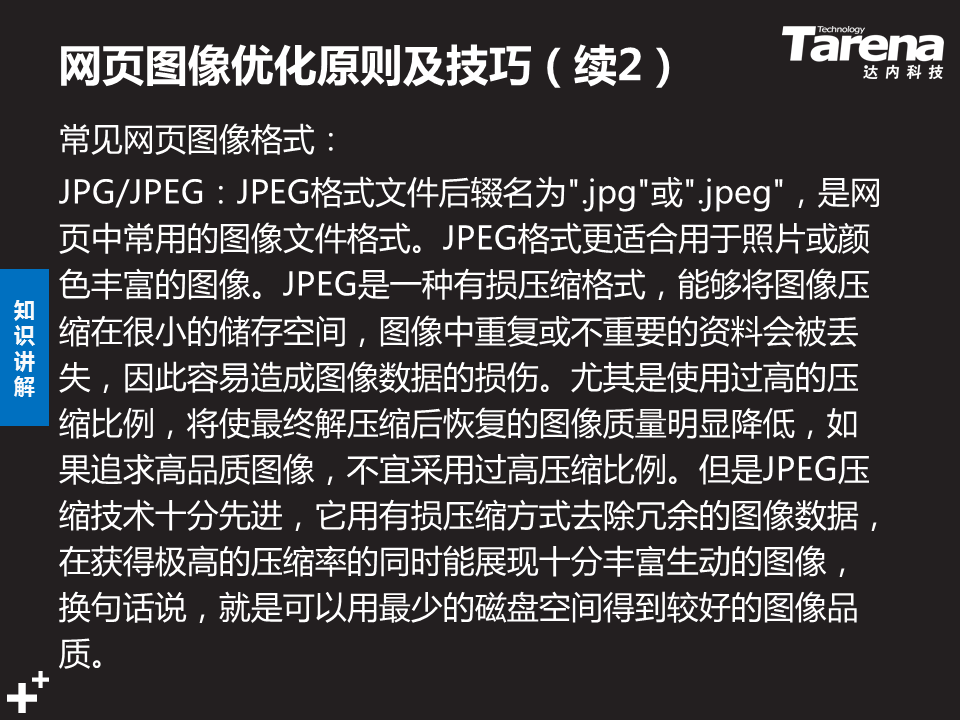 网页图像优化原则及技巧（续2）
Technology
Tarena
达内科技
常见网页图像格式：
JPG/JPEG：JPEG格式文件后辍名为".jpg"或".jpeg"，是网
页中常用的图像文件格式。JPEG格式更适合用于照片或颜
色丰富的图像。JPEG是一种有损压缩格式，能够将图像压
缩在很小的储存空间，图像中重复或不重要的资料会被丢
失，因此容易造成图像数据的损伤。尤其是使用过高的压
缩比例，将使最终解压缩后恢复的图像质量明显降低，如
果追求高品质图像，不宜采用过高压缩比例。但是JPEG压
缩技术十分先进，它用有损压缩方式去除冗余的图像数据，
在获得极高的压缩率的同时能展现十分丰富生动的图像，
换句话说，就是可以用最少的磁盘空间得到较好的图像品
质。
知
识
讲
解